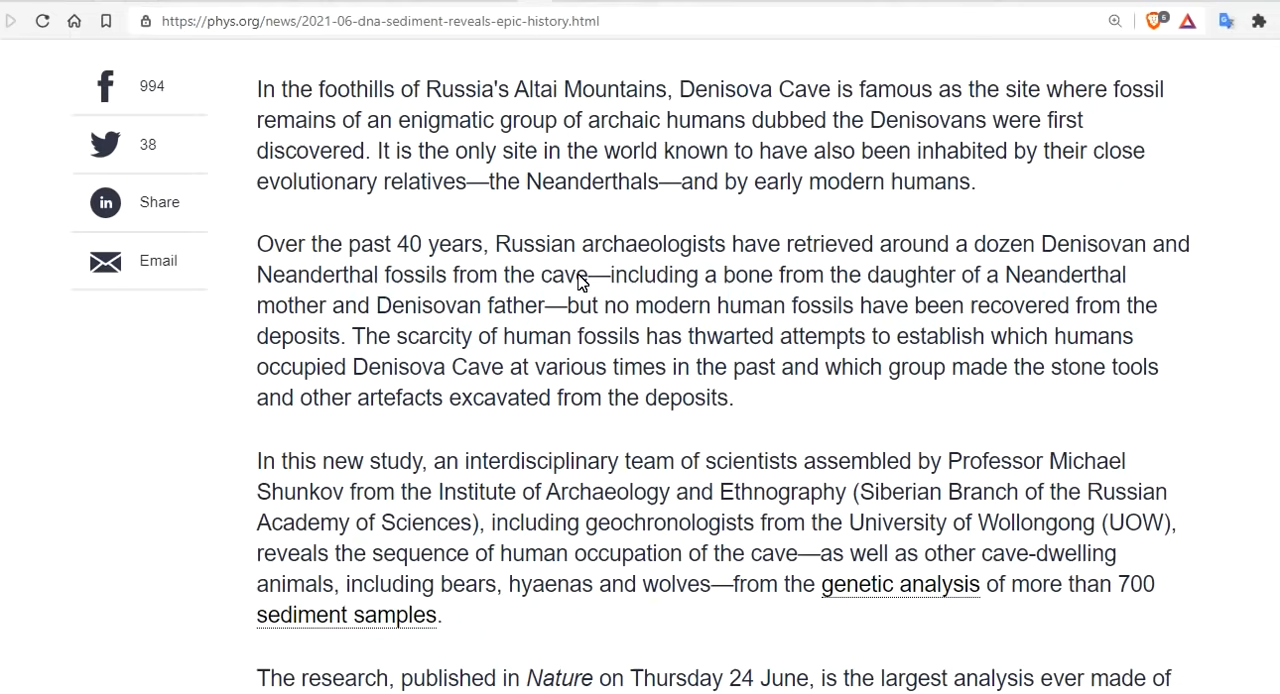 https://phys.org/news/2021-06-dna-sediment-reveals-epic-history.html
6
994
38
Share
Email
In the foothills of Russia's Altai Mountains, Denisova Cave is famous as the site where fossil
remains of an enigmatic group of archaic humans dubbed the Denisovans were first
discovered. It is the only site in the world known to have also been inhabited by their close
evolutionary relatives—the Neanderthals—and by early modern humans.
Over the past 40 years, Russian archaeologists have retrieved around a dozen Denisovan and
Neanderthal fossils from the cave—including a bone from the daughter of a Neanderthal
mother and Denisovan father—but no modern human fossils have been recovered from the
deposits. The scarcity of human fossils has thwarted attempts to establish which humans
occupied Denisova Cave at various times in the past and which group made the stone tools
and other artefacts excavated from the deposits.
In this new study, an interdisciplinary team of scientists assembled by Professor Michael
Shunkov from the Institute of Archaeology and Ethnography (Siberian Branch of the Russian
Academy of Sciences), including geochronologists from the University of Wollongong (UOW),
reveals the sequence of human occupation of the cave—as well as other cave-dwelling
animals, including bears, hyaenas and wolves—from the genetic analysis of more than 700
sediment samples.
The research, published in Nature on Thursday 24 June, is the largest analysis ever made of